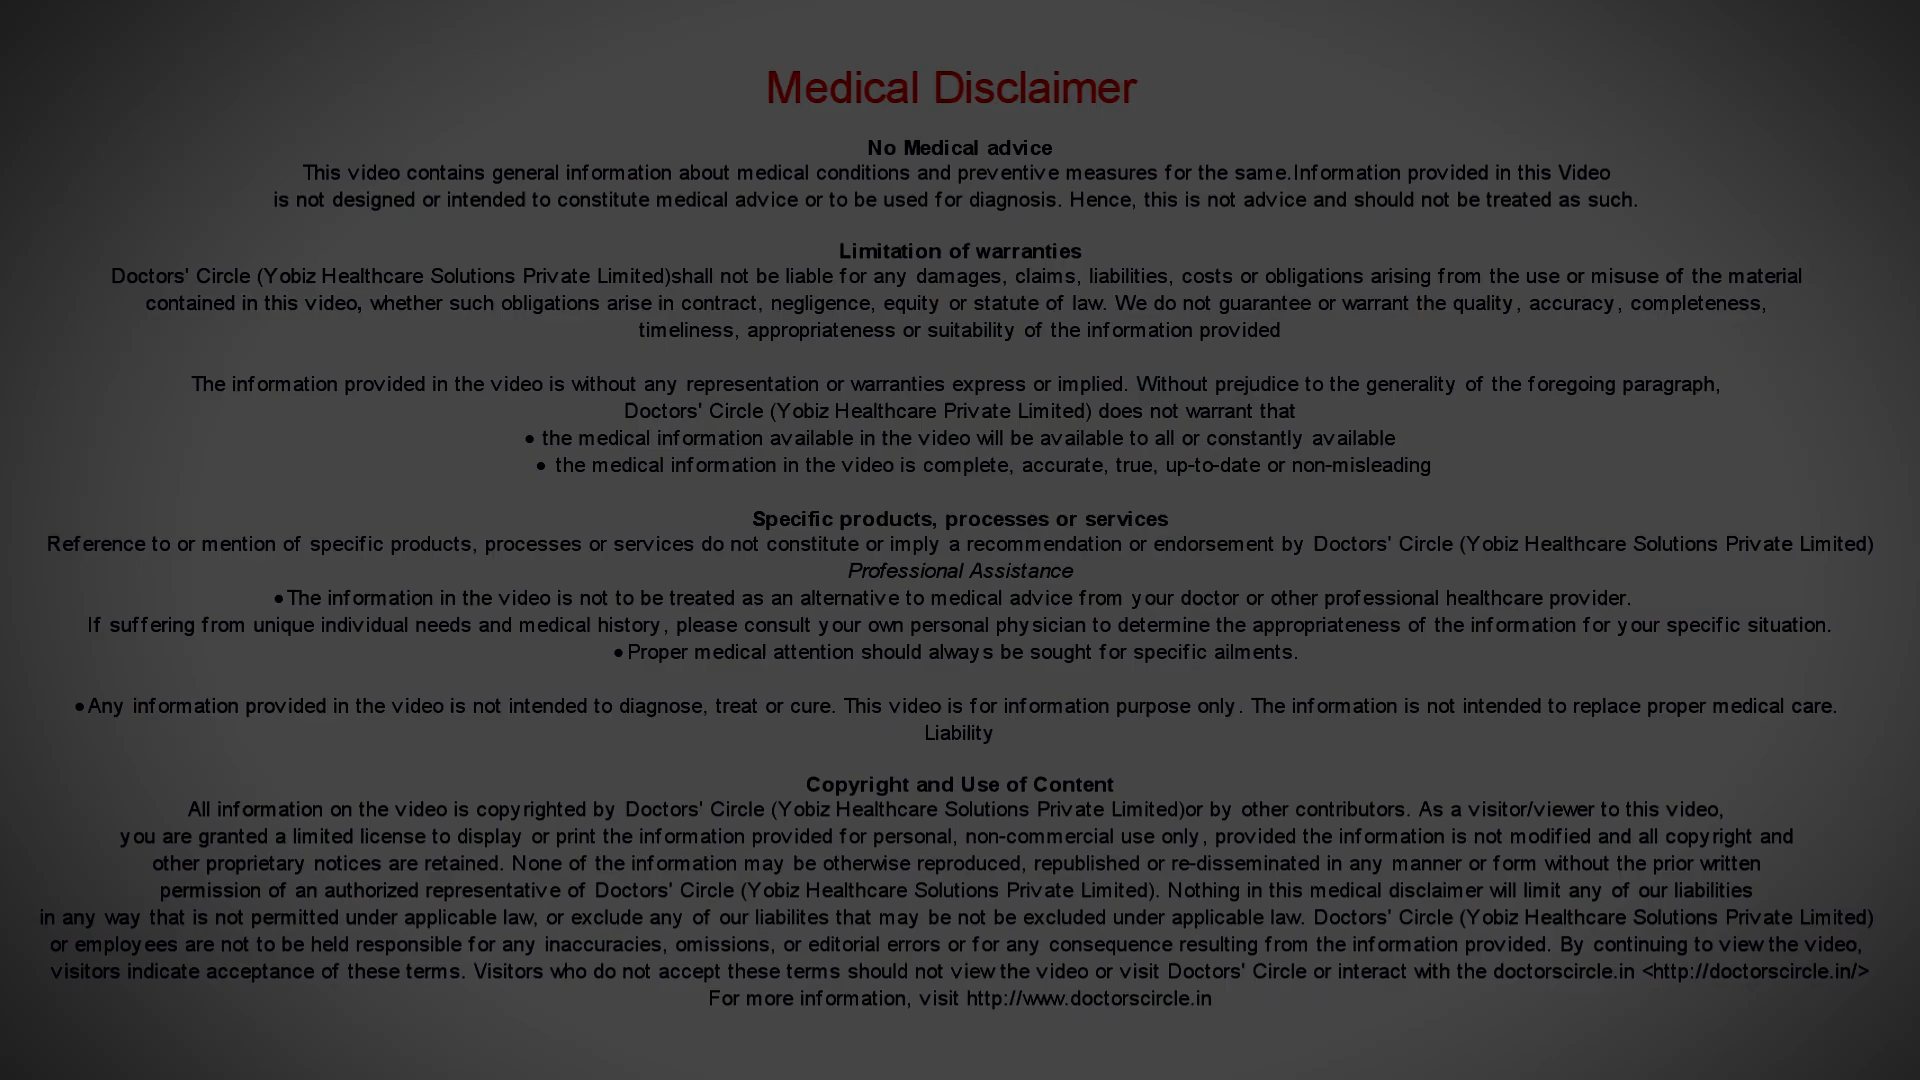 Medical Disclaimer
No Medical advice
This video contains general information about medical conditions and preventive measures for the same.Information provided in this Video
is not designed or intended to constitute medical advice or to be used for diagnosis. Hence, this is not advice and should not be treated as such.
Limitation of warranties
Doctors' Circle (Yobiz Healthcare Solutions Private Limited)shall not be liable for any damages, claims, liabilities, costs or obligations arising from the use or misuse of the material
contained in this video, whether such obligations arise in contract, negligence, equity or statute of law. We do not guarantee or warrant the quality, accuracy, completeness,
timeliness, appropriateness or suitability of the information provided
The information provided in the video is without any representation or warranties express or implied. Without prejudice to the generality of the foregoing paragraph,
Doctors' Circle (Yobiz Healthcare Private Limited) does not warrant that
● the medical information available in the video will be available to all or constantly available
● the medical information in the video is complete, accurate, true, up-to-date or non-misleading
Specific products, processes or services
Reference to or mention of specific products, processes or services do not constitute or imply a recommendation or endorsement by Doctors' Circle (Yobiz Healthcare Solutions Private Limited)
Professional Assistance
●The information in the video is not to be treated as an alternative to medical advice from your doctor or other professional healthcare provider.
If suffering from unique individual needs and medical history, please consult your own personal physician to determine the appropriateness of the information for your specific situation.
●Proper medical attention should always be sought for specific ailments.
●Any information provided in the video is not intended to diagnose, treat or cure. This video is for information purpose only. The information is not intended to replace proper medical care.
Liability
Copyright and Use of Content
All information on the video is copyrighted by Doctors' Circle (Yobiz Healthcare Solutions Private Limited)or by other contributors. As a visitor/viewer to this video,
you are granted a limited license to display or print the information provided for personal, non-commercial use only, provided the information is not modified and all copyright and
other proprietary notices are retained. None of the information may be otherwise reproduced, republished or re-disseminated in any manner or form without the prior written
permission of an authorized representative of Doctors' Circle (Yobiz Healthcare Solutions Private Limited). Nothing in this medical disclaimer will limit any of our liabilities
in any way that is not permitted under applicable law, or exclude any of our liabilites that may be not be excluded under applicable law. Doctors' Circle (Yobiz Healthcare Solutions Private Limited)
or employees are not to be held responsible for any inaccuracies, omissions, or editorial errors or for any consequence resulting from the information provided. By continuing to view the video,
visitors indicate acceptance of these terms. Visitors who do not accept these terms should not view the video or visit Doctors' Circle or interact with the doctorscircle.in <http://doctorscircle.in/>
For more information, visit http://www.doctorscircle.in